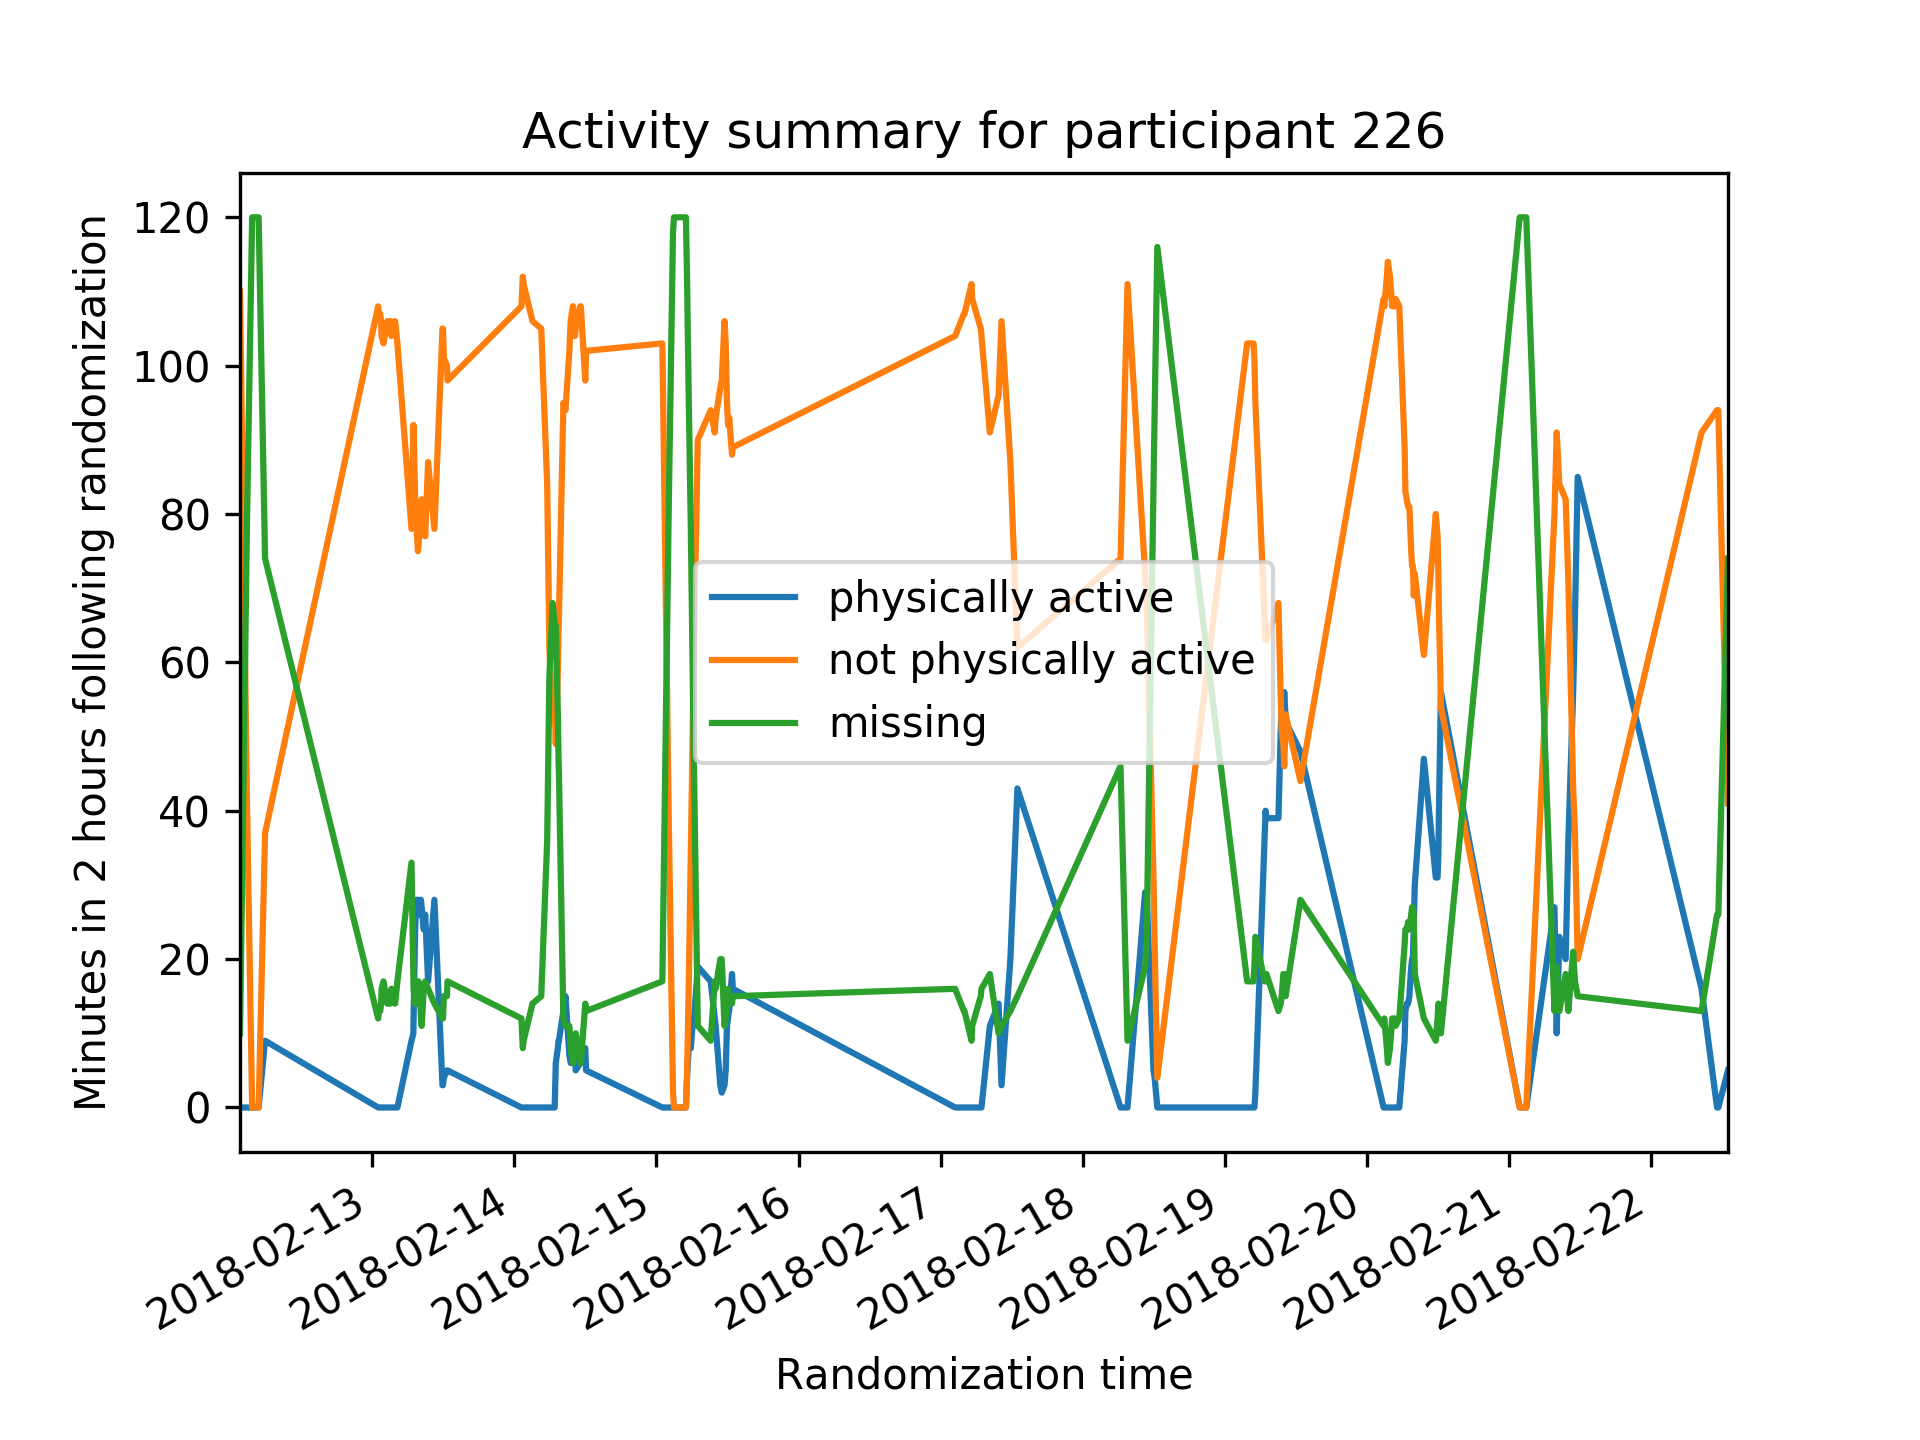 Activity summary for participant 226
Minutes in 2 hours following randomization
120
100
80
60
40
20
0
physically active
not physically active
missing
2018-02-13
2018-02-14
2018-02-15
2018-02-16
2018-02-17
2018-02-18
2018-02-19
2018-02-20
2018-02-21
2018-02-22
Randomization time